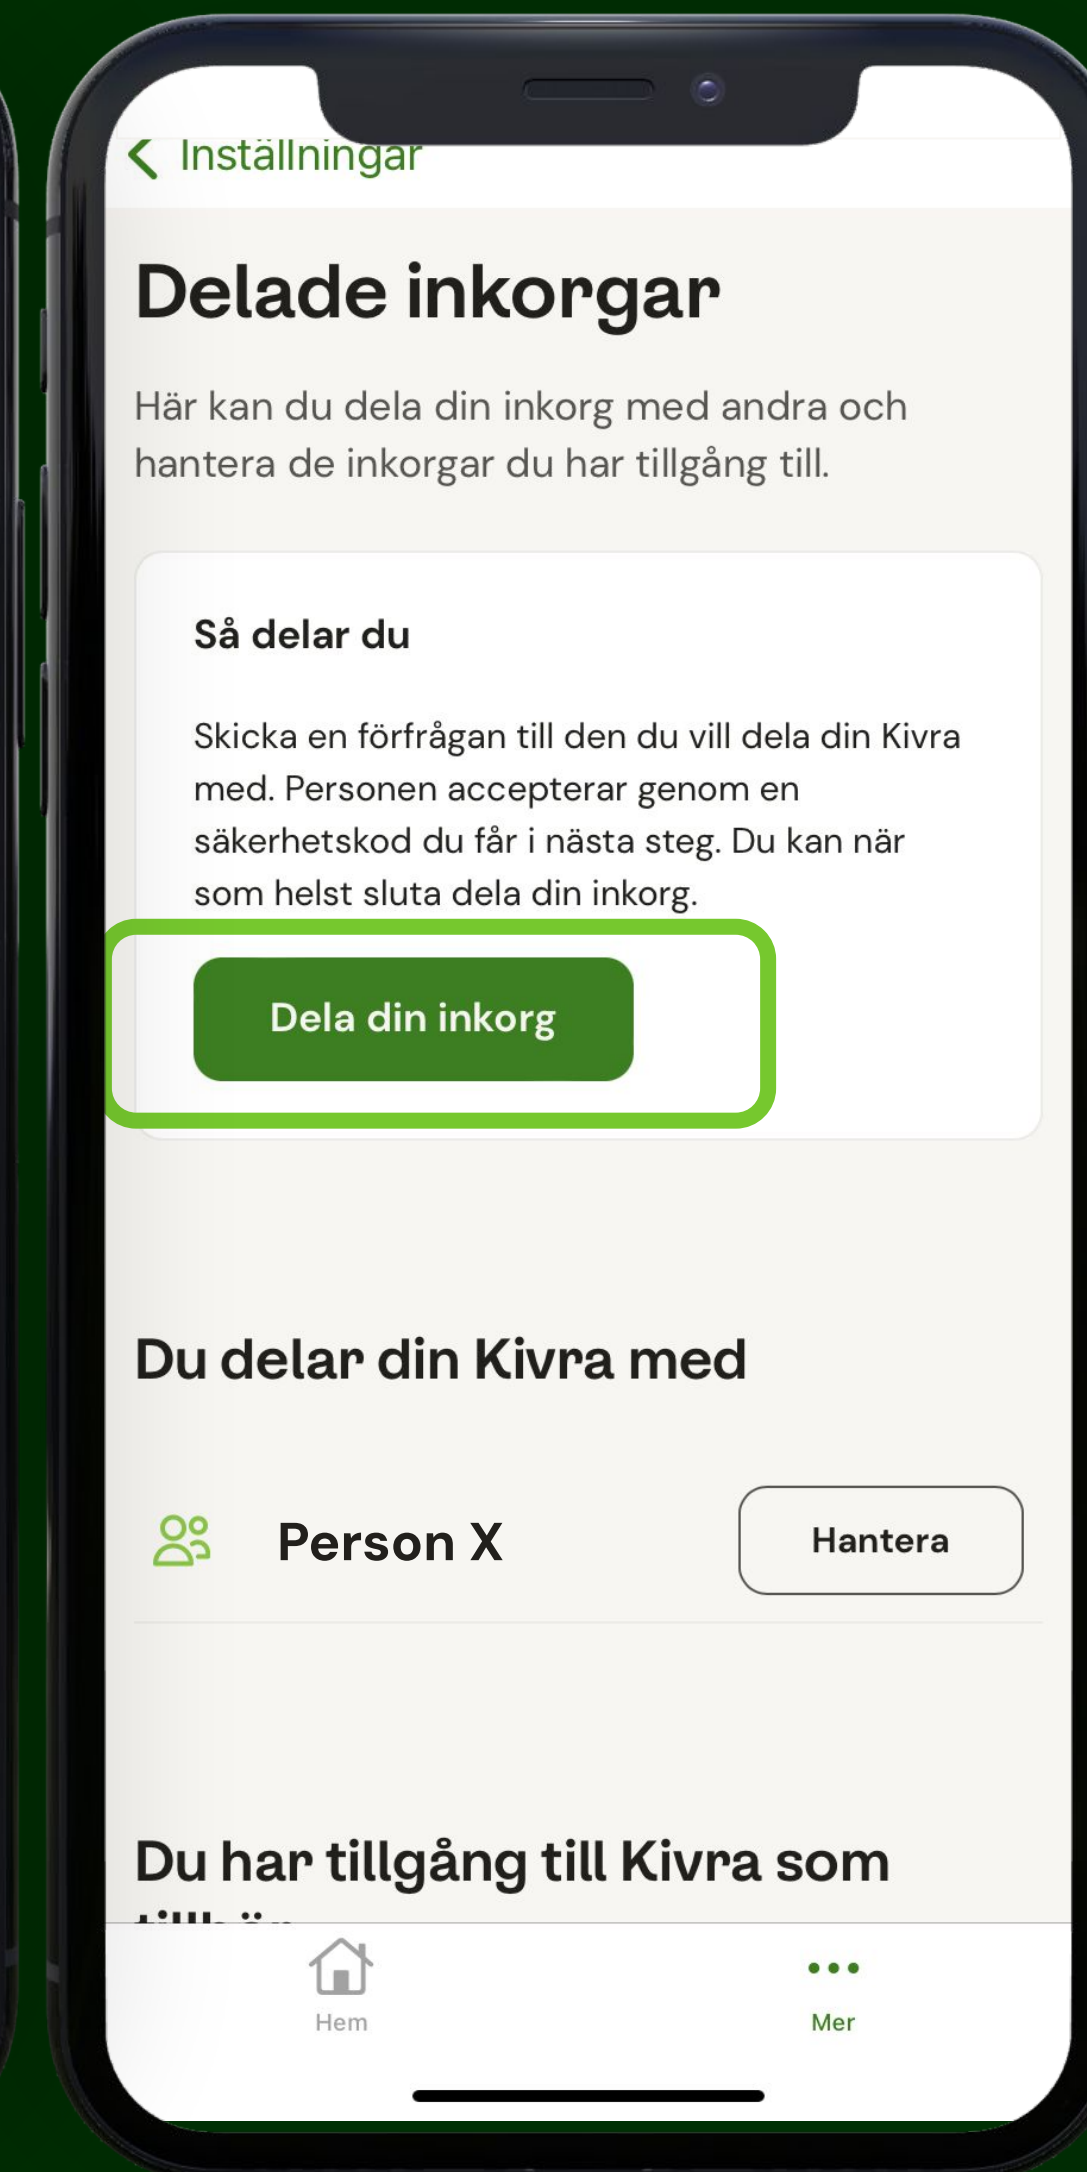 Inställningar
Delade inkorgar
Här kan du dela din inkorg med andra och
hantera de inkorgar du har tillgång till.
Så delar du
Skicka en förfrågan till den du vill dela din Kivra
med. Personen accepterar genom en
säkerhetskod du får i nästa steg. Du kan när
som helst sluta dela din inkorg.
Dela din inkorg
Du delar din Kivra med
Person X
Hantera
Du har tillgång till Kivra som
Hem
Mer